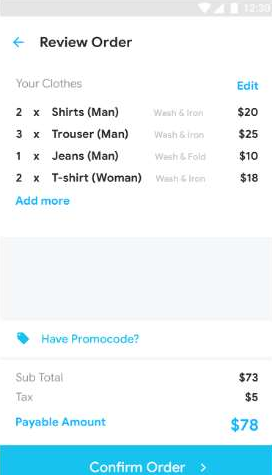 12:30
Review Order
Your Clothes Edit
2 x Shirts (Man) Wash & Iron $20
3 x Trouser (Man) Wash & Iron $25
1 x Jeans (Man) Wash & Fold $10
2 x T-shirt (Woman) Wash & Iron $18
Add more
Have Promocode?
Sub Total $73
Tax $5
Payable Amount $78
Confirm Order >